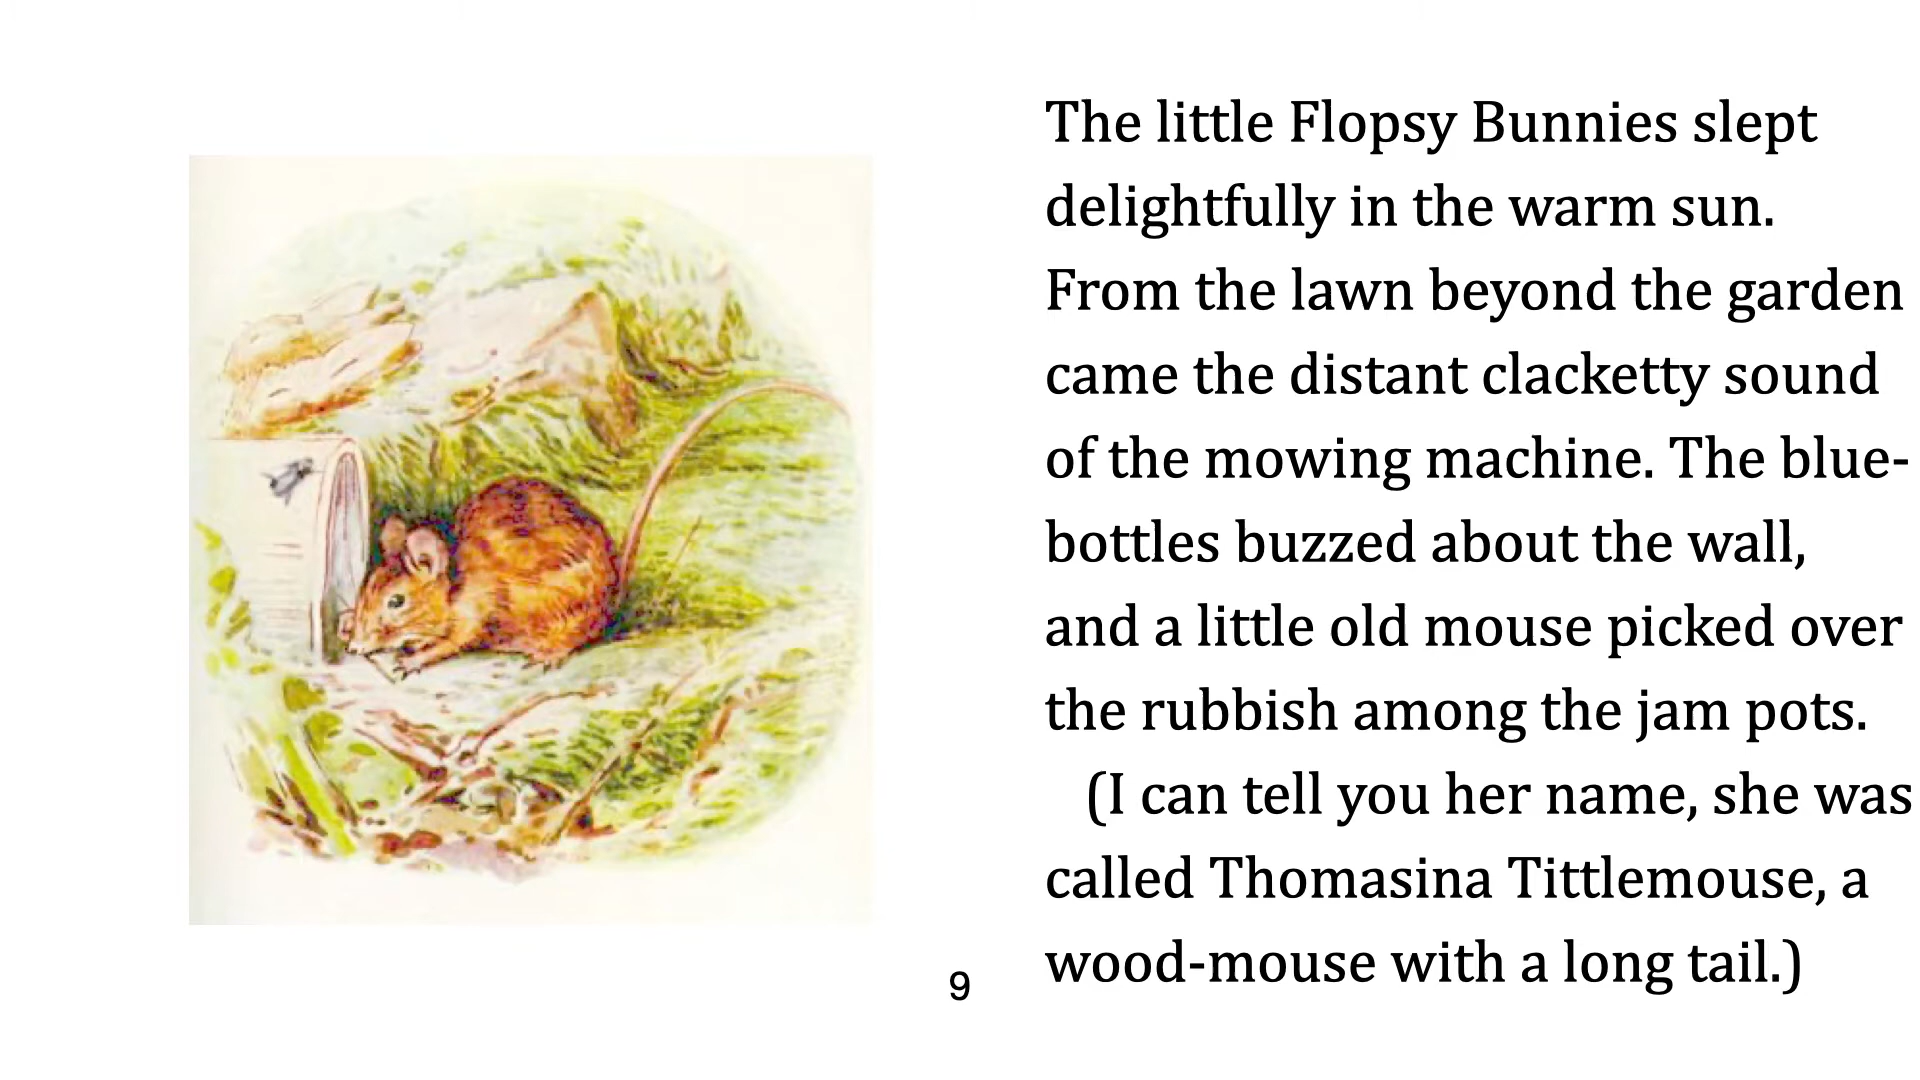 The little Flopsy Bunnies slept
delightfully in the warm sun.
From the lawn beyond the garden
came the distant clacketty sound
of the mowing machine. The blue-
bottles buzzed about the wall,
and a little old mouse picked over
the rubbish among the jam pots.
(I can tell you her name, she was
called Thomasina Tittlemouse, a
wood-mouse with a long tail.)
9